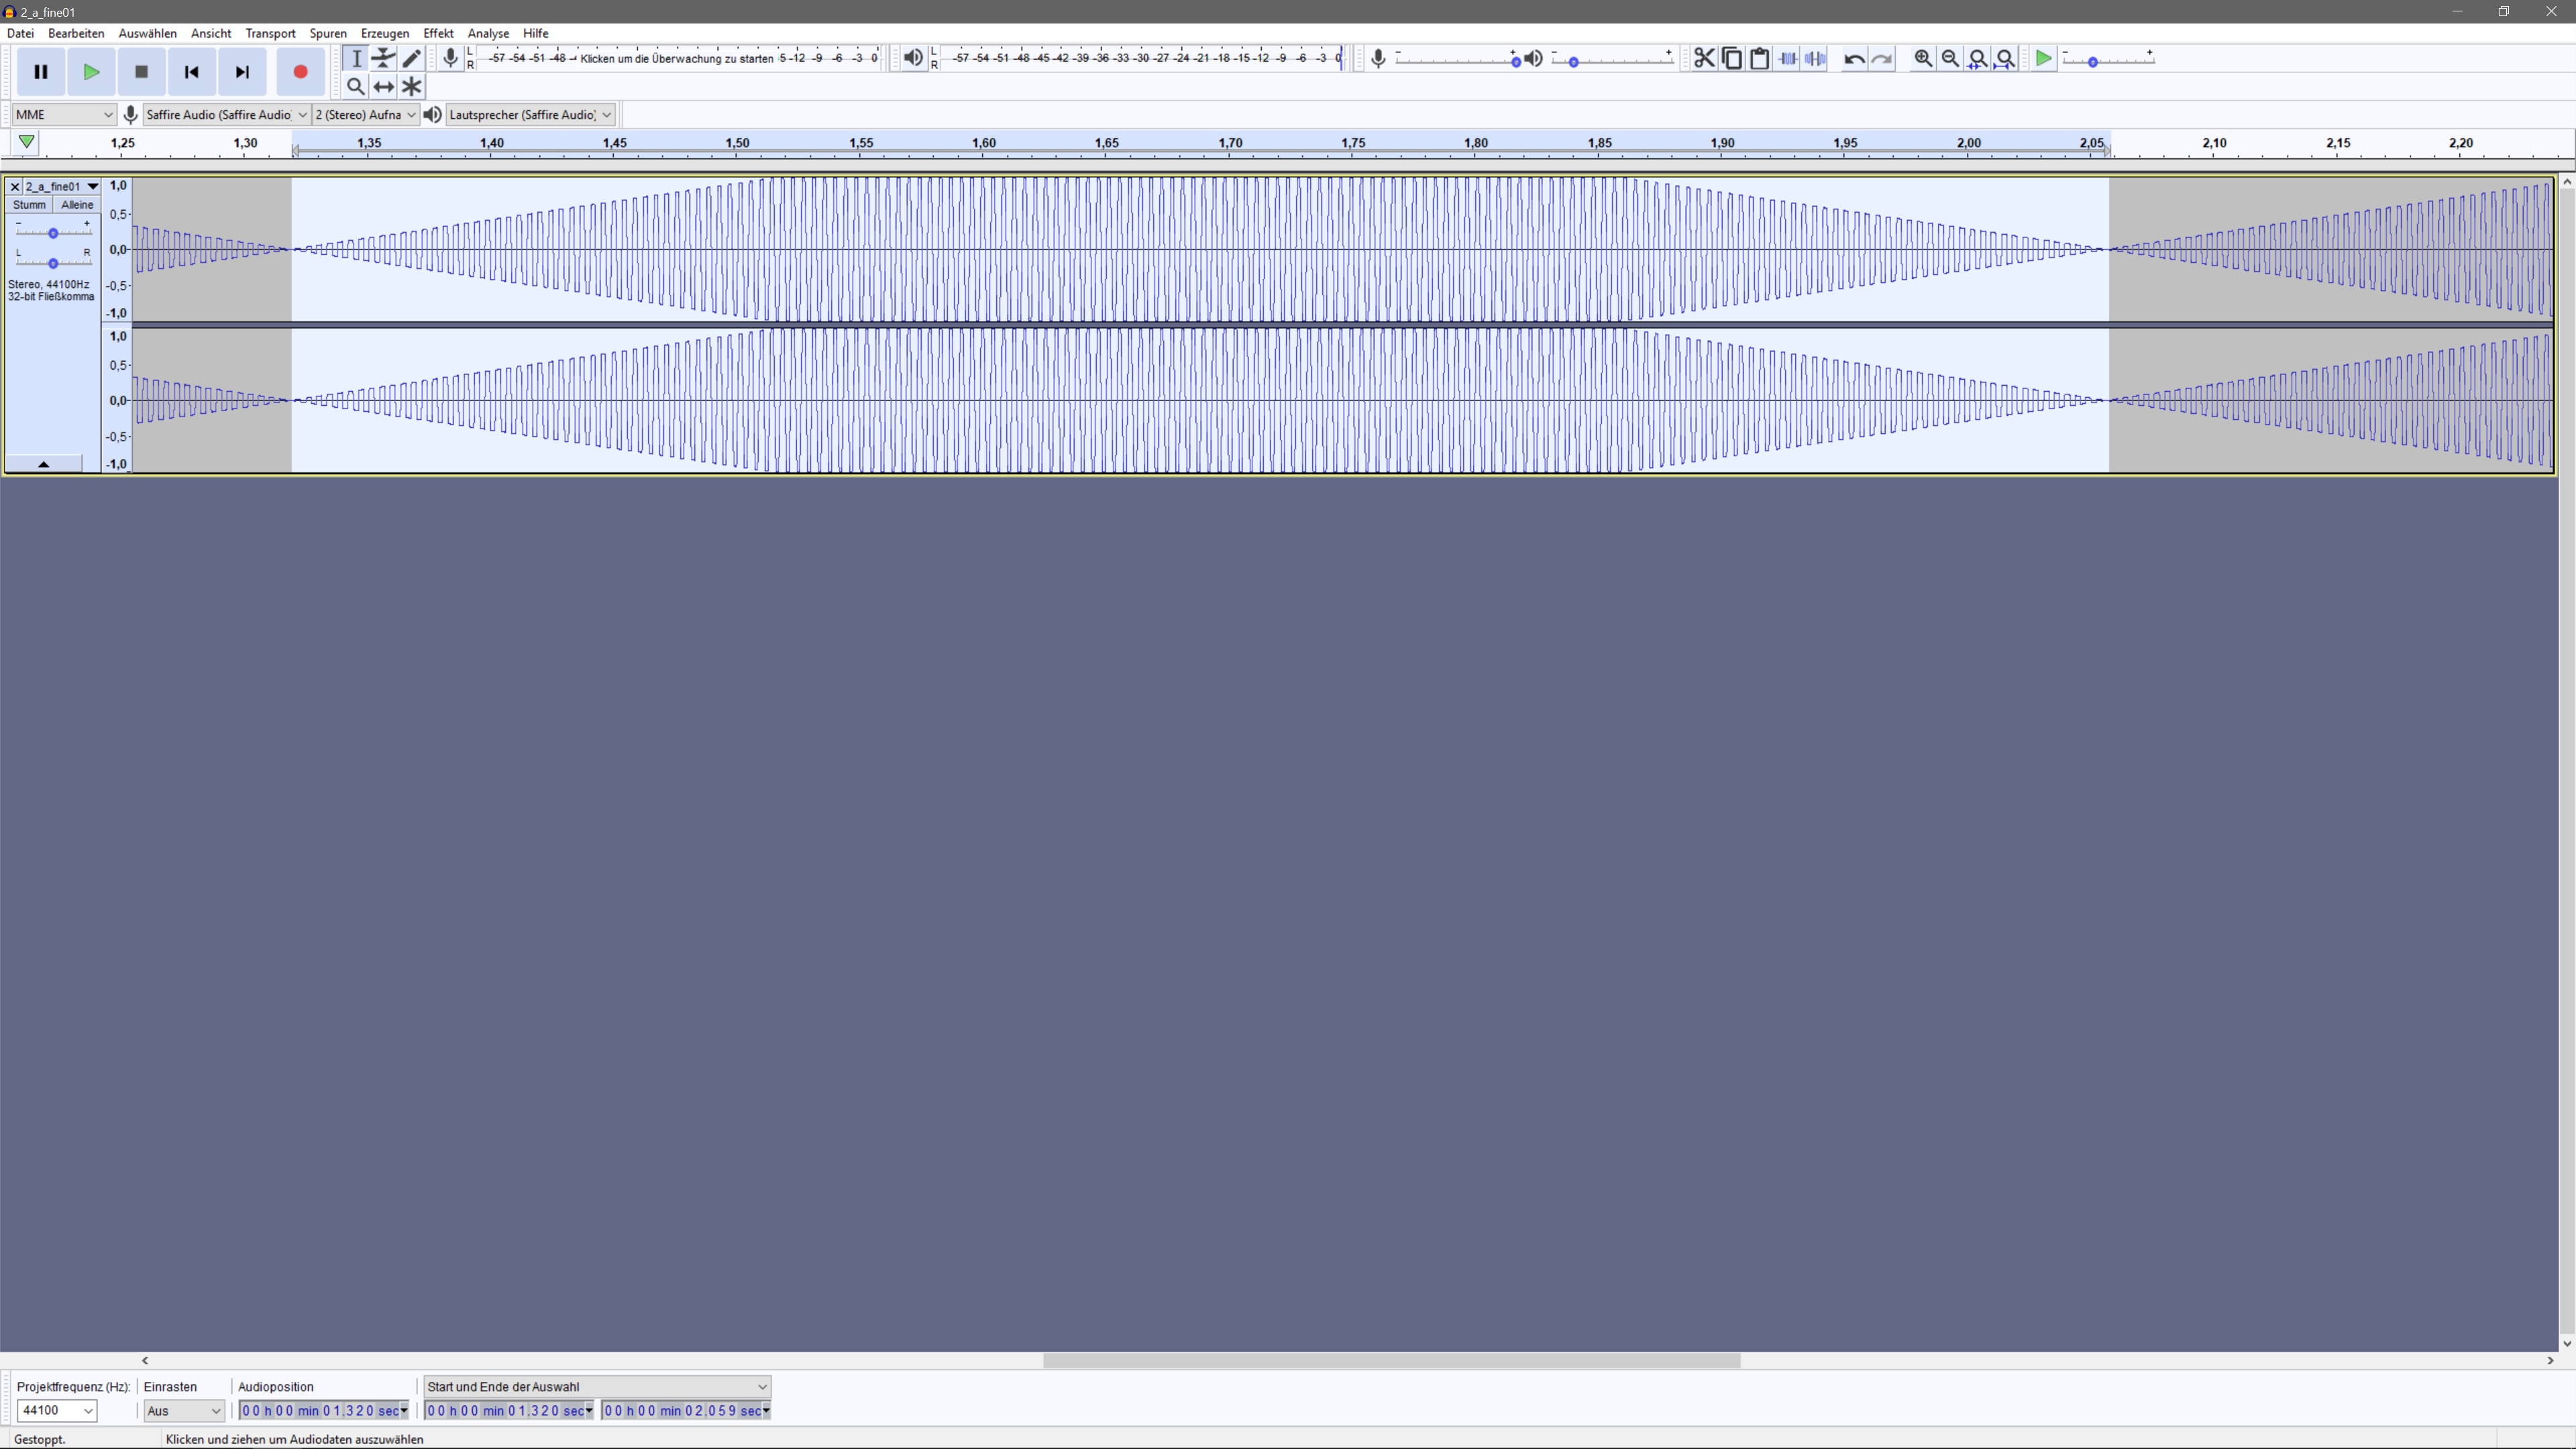 2_a_fine01
Datei Bearbeiten Auswählen Ansicht Transport Spuren Erzeugen Effekt Analyse Hilfe
L R -57 -54 -51 -48 Klicken um die Überwachung zu starten 5 -12 -9 -6 -3 0
L R -57 -54 -51 -48 -45 -42 -39 -36 -33 -30 -27 -24 -21 -18 -15 -12 -9 -6 -3 0
- + - + - +
MME Saffire Audio (Saffire Audio) 2 (Stereo) Aufna Lautsprecher (Saffire Audio)
1,25 1,30 1,35 1,40 1,45 1,50 1,55 1,60 1,65 1,70 1,75 1,80 1,85 1,90 1,95 2,00 2,05 2,10 2,15 2,20
2_a_fine01
Stumm Alleine
- +
L R
Stereo, 44100Hz
32-bit Fließkomma
1,0
0,5-
0,0-
-0,5-
-1,0
1,0
0,5-
0,0-
-0,5-
-1,0
Projektfrequenz (Hz): Einrasten Audioposition Start und Ende der Auswahl
44100 Aus 00 h 00 min 01.320 sec 00 h 00 min 01.320 sec 00 h 00 min 02.059 sec
Gestoppt. Klicken und ziehen um Audiodaten auszuwählen